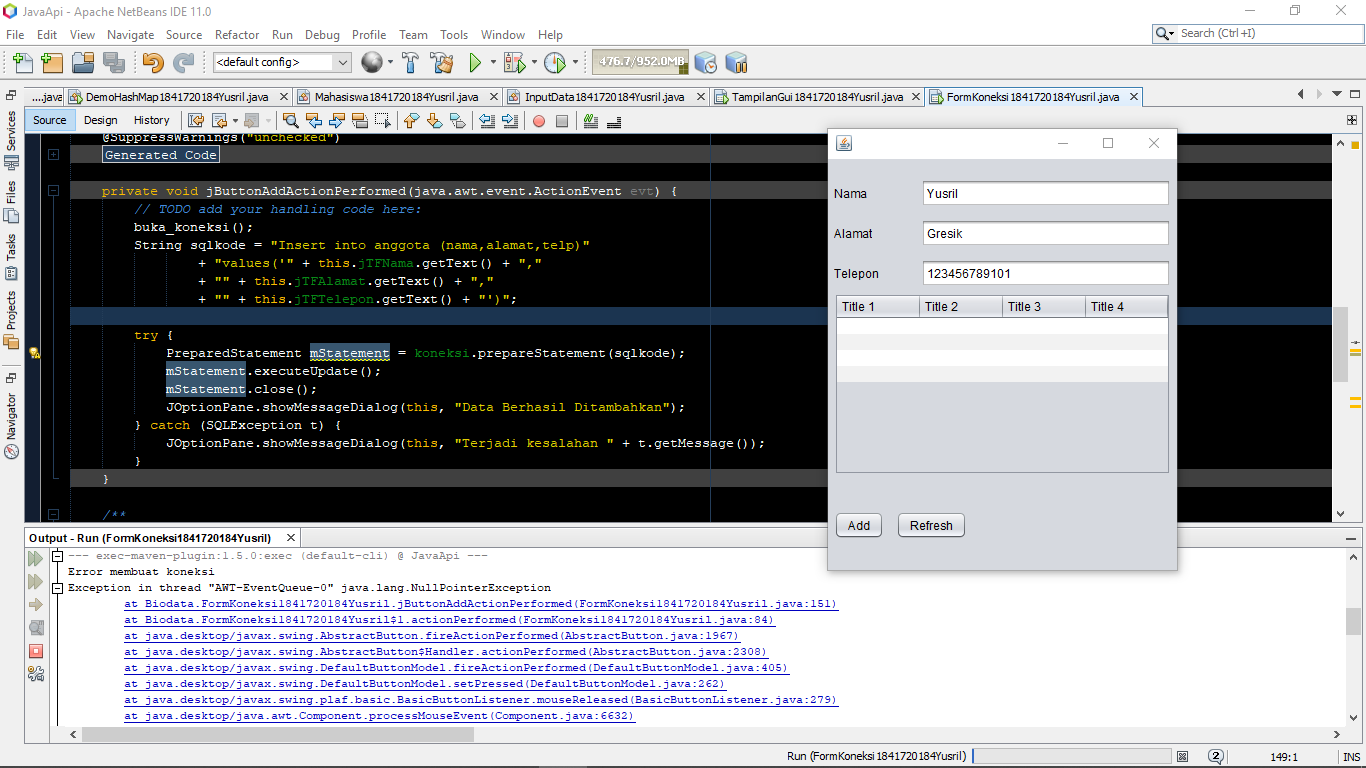 JavaApi - Apache NetBeans IDE 11.0
File Edit View Navigate Source Refactor Run Debug Profile Team Tools Window Help
Search (Ctrl+I)
<default config>
476.7/952.0MB
....java
DemoHashMap1841720184Yusril.java
Mahasiswa1841720184Yusril.java
InputData1841720184Yusril.java
TampilanGui1841720184Yusril.java
FormKoneksi1841720184Yusril.java
Source Design History
Services
Files
Tasks
Projects
Navigator
@SuppressWarnings("unchecked")
Generated Code
private void jButtonAddActionPerformed(java.awt.event.ActionEvent evt) {
// TODO add your handling code here:
buka_koneksi();
String sqlkode = "Insert into anggota (nama,alamat,telp)"
+ "values('" + this.jTFNama.getText() + ","
+ "" + this.jTFAlamat.getText() + ","
+ "" + this.jTFTelepon.getText() + "')";
try {
PreparedStatement mStatement = koneksi.prepareStatement(sqlkode);
mStatement.executeUpdate();
mStatement.close();
JOptionPane.showMessageDialog(this, "Data Berhasil Ditambahkan");
} catch (SQLException t) {
JOptionPane.showMessageDialog(this, "Terjadi kesalahan " + t.getMessage());
}
}
/**
Nama Yusril
Alamat Gresik
Telepon 123456789101
Title 1 Title 2 Title 3 Title 4
Add Refresh
Output - Run (FormKoneksi1841720184Yusril)
--- exec-maven-plugin:1.5.0:exec (default-cli) @ JavaApi ---
Error membuat koneksi
Exception in thread "AWT-EventQueue-0" java.lang.NullPointerException
at Biodata.FormKoneksi1841720184Yusril.jButtonAddActionPerformed(FormKoneksi1841720184Yusril.java:151)
at Biodata.FormKoneksi1841720184Yusril$1.actionPerformed(FormKoneksi1841720184Yusril.java:84)
at java.desktop/javax.swing.AbstractButton.fireActionPerformed(AbstractButton.java:1967)
at java.desktop/javax.swing.AbstractButton$Handler.actionPerformed(AbstractButton.java:2308)
at java.desktop/javax.swing.DefaultButtonModel.fireActionPerformed(DefaultButtonModel.java:405)
at java.desktop/javax.swing.DefaultButtonModel.setPressed(DefaultButtonModel.java:262)
at java.desktop/javax.swing.plaf.basic.BasicButtonListener.mouseReleased(BasicButtonListener.java:279)
at java.desktop/java.awt.Component.processMouseEvent(Component.java:6632)
Run (FormKoneksi1841720184Yusril)
2
149:1
INS